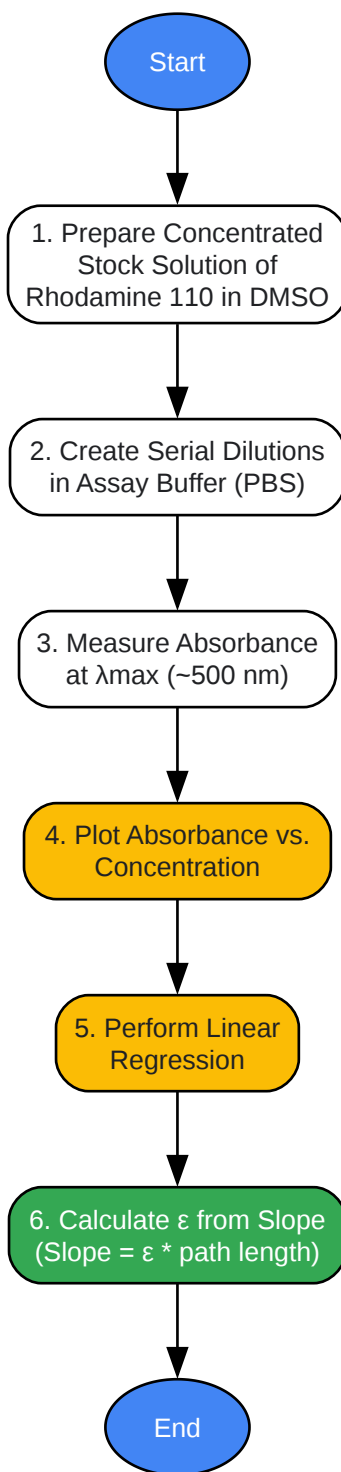 Start
1. Prepare Concentrated
Stock Solution of
Rhodamine 110 in DMSO
2. Create Serial Dilutions
in Assay Buffer (PBS)
3. Measure Absorbance
at λmax (~500 nm)
4. Plot Absorbance vs.
Concentration
5. Perform Linear
Regression
6. Calculate ε from Slope
(Slope = ε * path length)
End